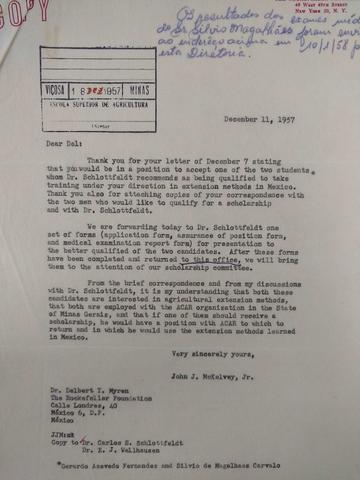 COPY
49 West 49th Street
New York 20, N. Y.
Os resultados dos exames
do Sr. Silvio Magalhães foram
ao endereço acima em
10/1/58
esta Diretoria.
VIÇOSA 18 DEZ 1957 MINAS
ESCOLA SUPERIOR DE AGRICULTURA
December 11, 1957
Dear Del:
Thank you for your letter of December 7 stating
that you would be in a position to accept one of the two students*
whom Dr. Schlottfeldt recommends as being qualified to take
training under your direction in extension methods in Mexico.
Thank you also for attaching copies of your correspondence with
the two men who would like to qualify for a scholarship
and with Dr. Schlottfeldt.
We are forwarding today to Dr. Schlottfeldt one
set of forms (application form, assurance of position form,
and medical examination report form) for presentation to
the better qualified of the two candidates. After these forms
have been completed and returned to this office, we will bring
them to the attention of our scholarship committee.
From the brief correspondence and from my discussions
with Dr. Schlottfeldt, it is my understanding that both these
candidates are interested in agricultural extension methods,
that both are employed with the ACAR organization in the State
of Minas Gerais, and that if one of them should receive a
scholarship, he would have a position with ACAR to which to
return and in which he would use the extension methods learned
in Mexico.
Very sincerely yours,
John J. McKelvey, Jr.
Dr. Delbert T. Myren
The Rockefeller Foundation
Calle Londres, 40
México 6, D.F.
México
Copy to Dr. Carlos S. Schlottfeldt
Dr. E. J. Wellhausen
*Gerardo Azevedo Fernandez and Silvio de Magalhaes Carvalo